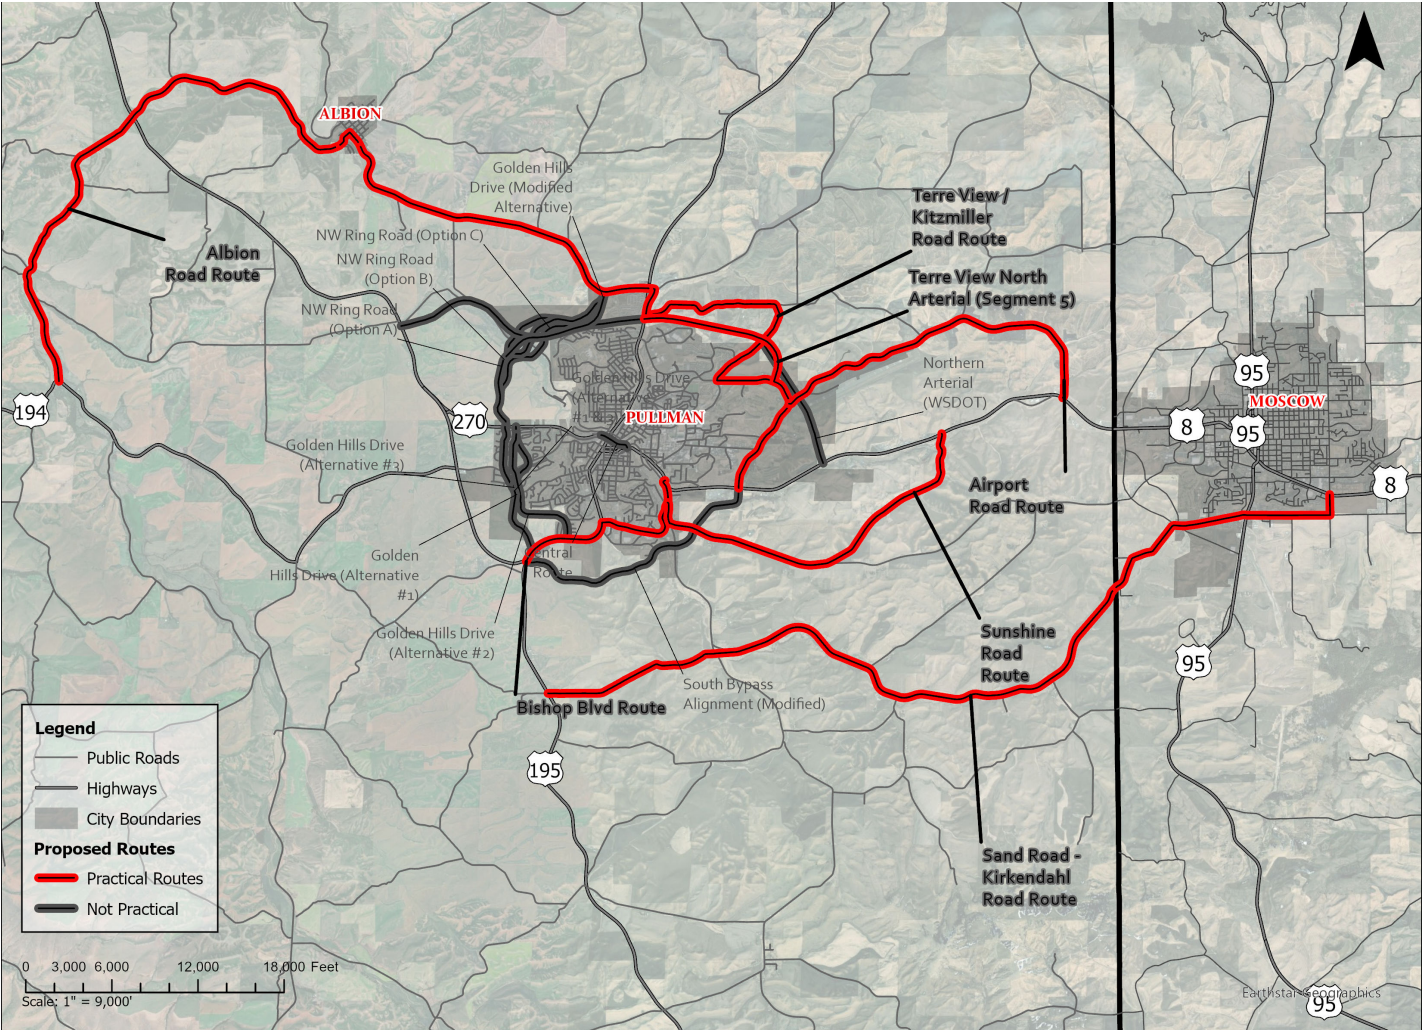 ALBION
Golden Hills
Drive (Modified
Alternative)
Terre View /
Kitzmiller
Road Route
NW Ring Road (Option C)
Albion
Road Route
NW Ring Road
(Option B)
Terre View North
Arterial (Segment 5)
NW Ring Road
(Option A)
Northern
Arterial
(WSDOT)
Golden Hills Drive
(Alternative
#1 &
PULLMAN
95
MOSCOW
194
270
8
95
Golden Hills Drive
(Alternative #3)
Airport
Road Route
8
Golden
Hills Drive (Alternative
#1)
Central
Route
Golden Hills Drive
(Alternative #2)
Sunshine
Road
Route
95
South Bypass
Alignment (Modified)
Bishop Blvd Route
195
Sand Road -
Kirkendahl
Road Route
Legend
Public Roads
Highways
City Boundaries
Proposed Routes
Practical Routes
Not Practical
0 3,000 6,000 12,000 18,000 Feet
Scale: 1" = 9,000'
Earthstar Geographics
95